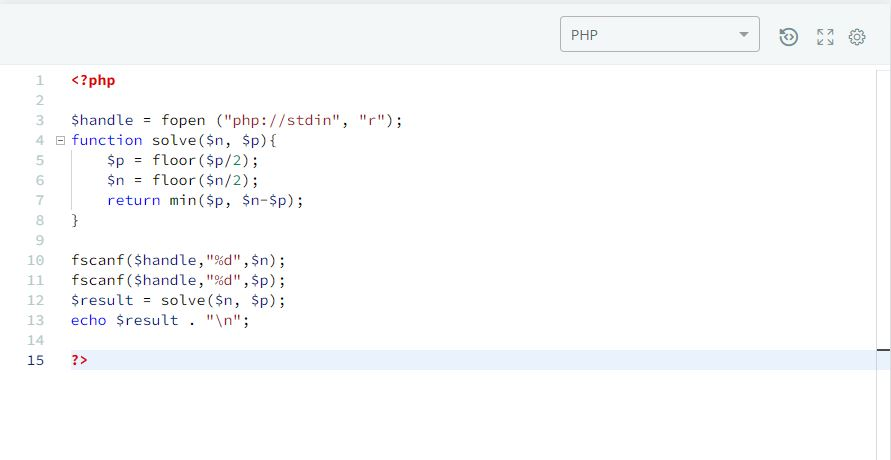 PHP
1 <?php
2
3 $handle = fopen ("php://stdin", "r");
4 function solve($n, $p){
5     $p = floor($p/2);
6     $n = floor($n/2);
7     return min($p, $n-$p);
8 }
9
10 fscanf($handle,"%d",$n);
11 fscanf($handle,"%d",$p);
12 $result = solve($n, $p);
13 echo $result . "\n";
14
15 ?>